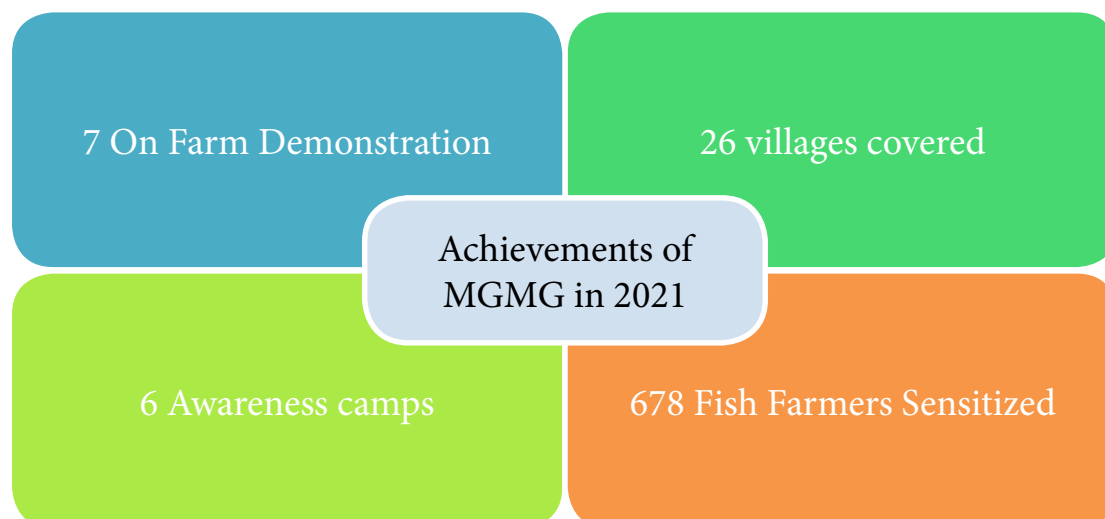 7 On Farm Demonstration
26 villages covered
Achievements of
MGMG in 2021
6 Awareness camps
678 Fish Farmers Sensitized